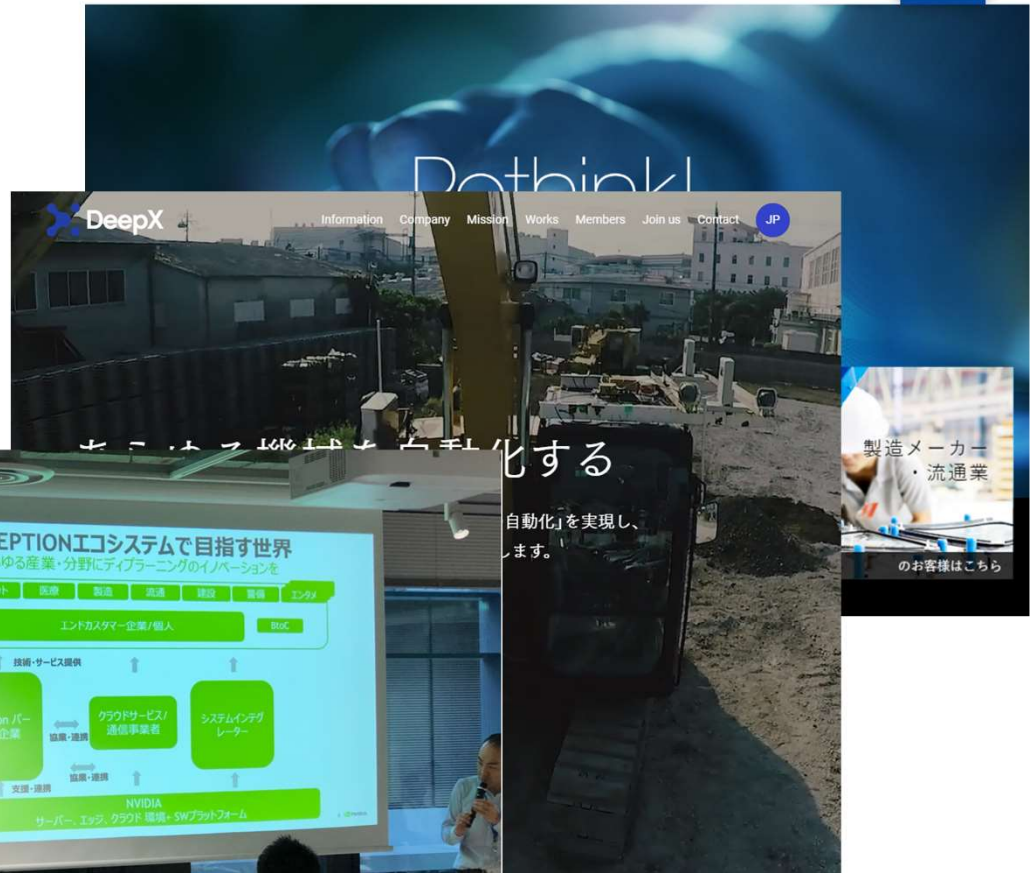 DeepX
Information Company Mission Works Members Join us Contact JP
化する
自動化」を実現し、
します。
製造メーカー
・流通業
のお客様はこちら
EPTIONエコシステムで目指す世界
ゆる産業・分野にディープラーニングのイノベーションを
ット 医療 製造 流通 建設 警備 エンタメ
エンドカスタマー企業/個人 BtoC
技術・サービス提供
on パー
企業
協業・連携
クラウドサービス/
通信事業者
システムインテグ
レーター
協業・連携
支援・連携
NVIDIA
サーバー、エッジ、クラウド 環境+ SWプラットフォーム